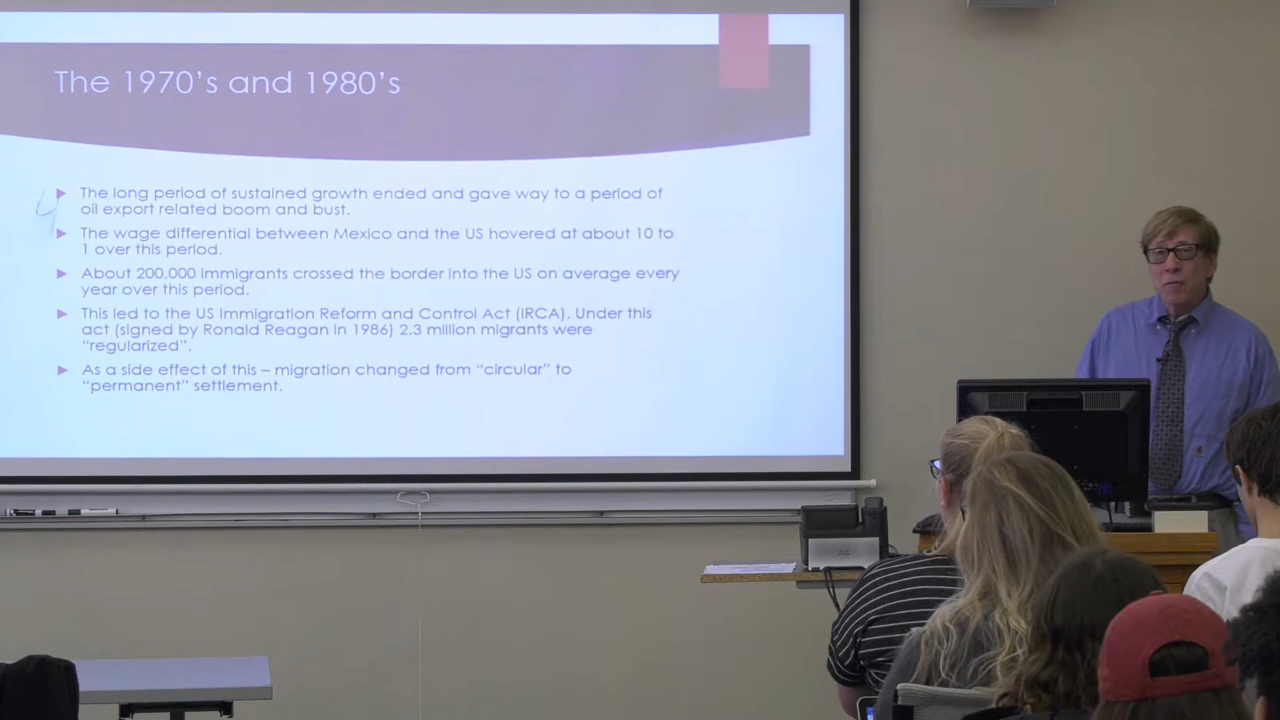 The 1970's and 1980's
The long period of sustained growth ended and gave way to a period of
oil export related boom and bust.
The wage differential between Mexico and the US hovered at about 10 to
1 over this period.
About 200,000 immigrants crossed the border into the US on average every
year over this period.
This led to the US Immigration Reform and Control Act (IRCA). Under this
act (signed by Ronald Reagan in 1986) 2.3 million migrants were
“regularized”.
As a side effect of this – migration changed from “circular” to
“permanent” settlement.